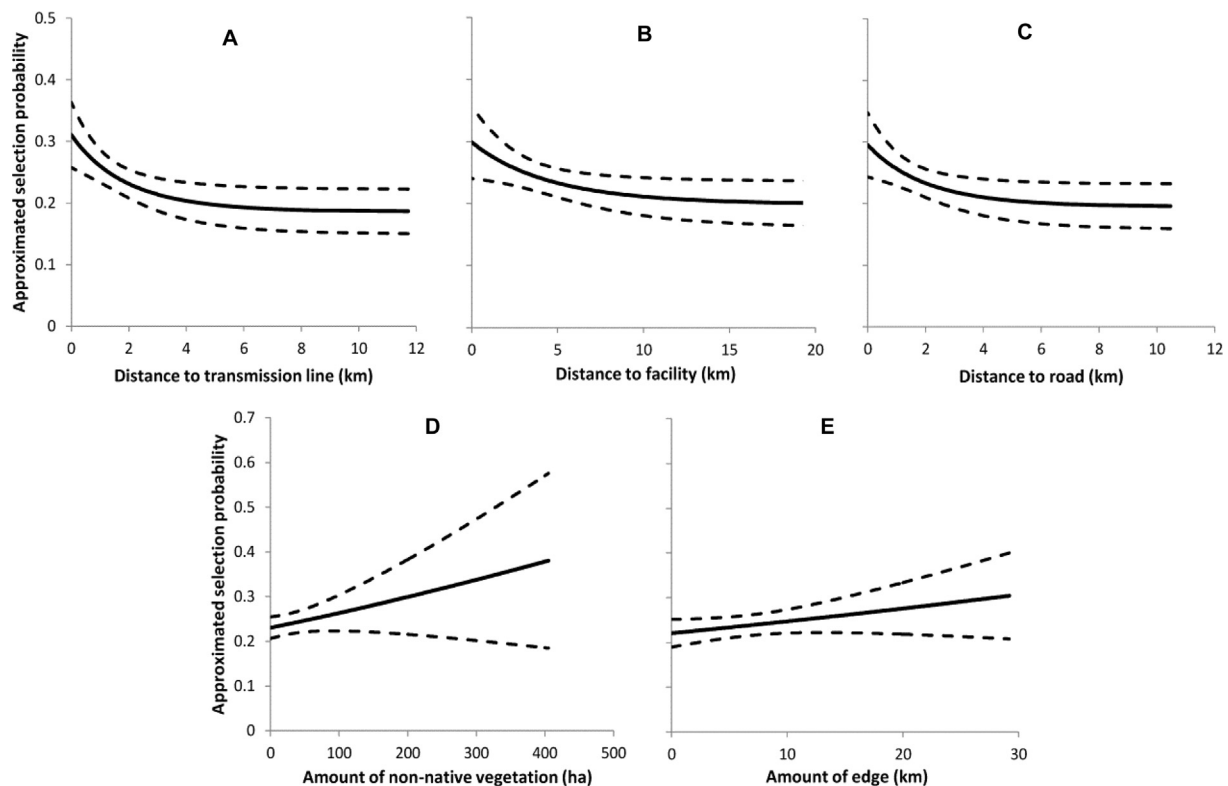 A
B
C
Approximated selection probability
0.5
0.4
0.3
0.2
0.1
0
0 2 4 6 8 10 12
Distance to transmission line (km)
0 5 10 15 20
Distance to facility (km)
0 2 4 6 8 10 12
Distance to road (km)
D
E
Approximated selection probability
0.7
0.6
0.5
0.4
0.3
0.2
0.1
0
0 100 200 300 400 500
Amount of non-native vegetation (ha)
0 10 20 30
Amount of edge (km)